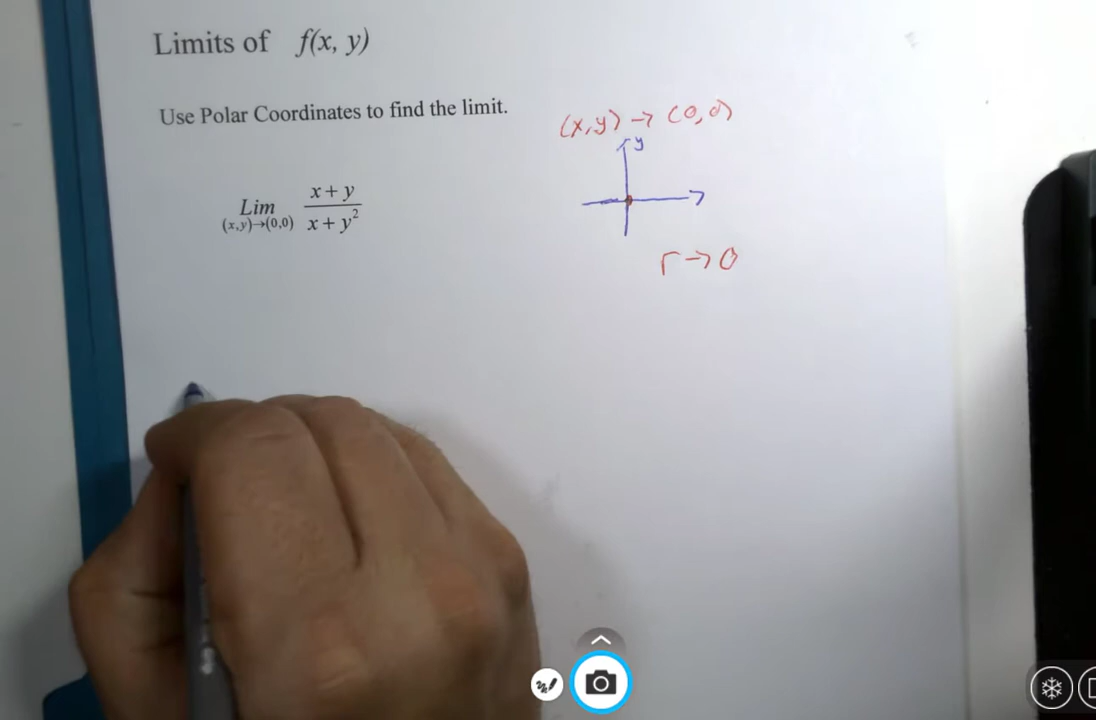 Limits of f(x, y)
Use Polar Coordinates to find the limit.
(x,y) → (0,0)
y
Lim x + y
(x,y)→(0,0) x + y²
r → 0